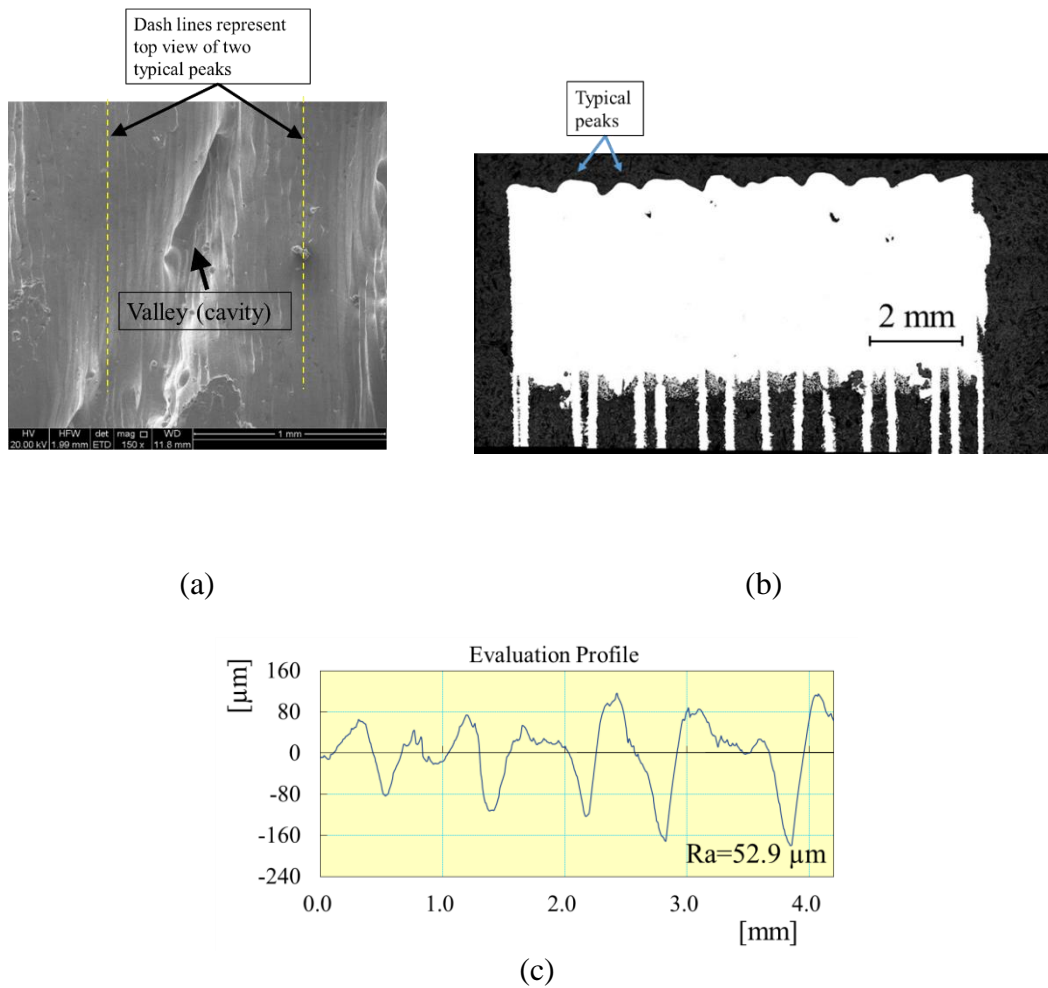 Dash lines represent
top view of two
typical peaks
Valley (cavity)
HV HFW det mag □ WD
20.00 kV 1.99 mm ETD 150 x 11.8 mm
1 mm
Typical
peaks
2 mm
(a)
(b)
Evaluation Profile
[µm]
160
80
0
-80
-160
-240
Ra=52.9 µm
0.0 1.0 2.0 3.0 4.0
[mm]
(c)